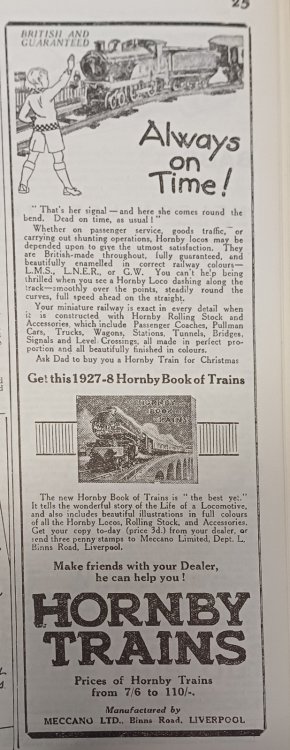 25
BRITISH AND
GUARANTEED
Always
on
Time!
"That's her signal — and here she comes round the
bend. Dead on time, as usual!"
Whether on passenger service, goods traffic, or
carrying out shunting operations, Hornby locos may be
depended upon to give the utmost satisfaction. They
are British-made throughout, fully guaranteed, and
beautifully enamelled in correct railway colours—
L.M.S., L.N.E.R., or G.W. You can't help being
thrilled when you see a Hornby Loco dashing along the
track—smoothly over the points, steadily round the
curves, full speed ahead on the straight.
Your miniature railway is exact in every detail when
it is constructed with Hornby Rolling Stock and
Accessories, which include Passenger Coaches, Pullman
Cars, Trucks, Wagons, Stations, Tunnels, Bridges,
Signals and Level Crossings, all made in perfect pro-
portion and all beautifully finished in colours.
Ask Dad to buy you a Hornby Train for Christmas
Get this 1927-8 Hornby Book of Trains
HORNBY
BOOK OF
TRAINS
The new Hornby Book of Trains is "the best yet."
It tells the wonderful story of the Life of a Locomotive,
and also includes beautiful illustrations in full colours
of all the Hornby Locos, Rolling Stock, and Accessories.
Get your copy to-day (price 3d.) from your dealer, or
send three penny stamps to Meccano Limited, Dept. L,
Binns Road, Liverpool.
Make friends with your Dealer,
he can help you!
HORNBY
TRAINS
Prices of Hornby Trains
from 7/6 to 110/-.
Manufactured by
MECCANO LTD., Binns Road, LIVERPOOL